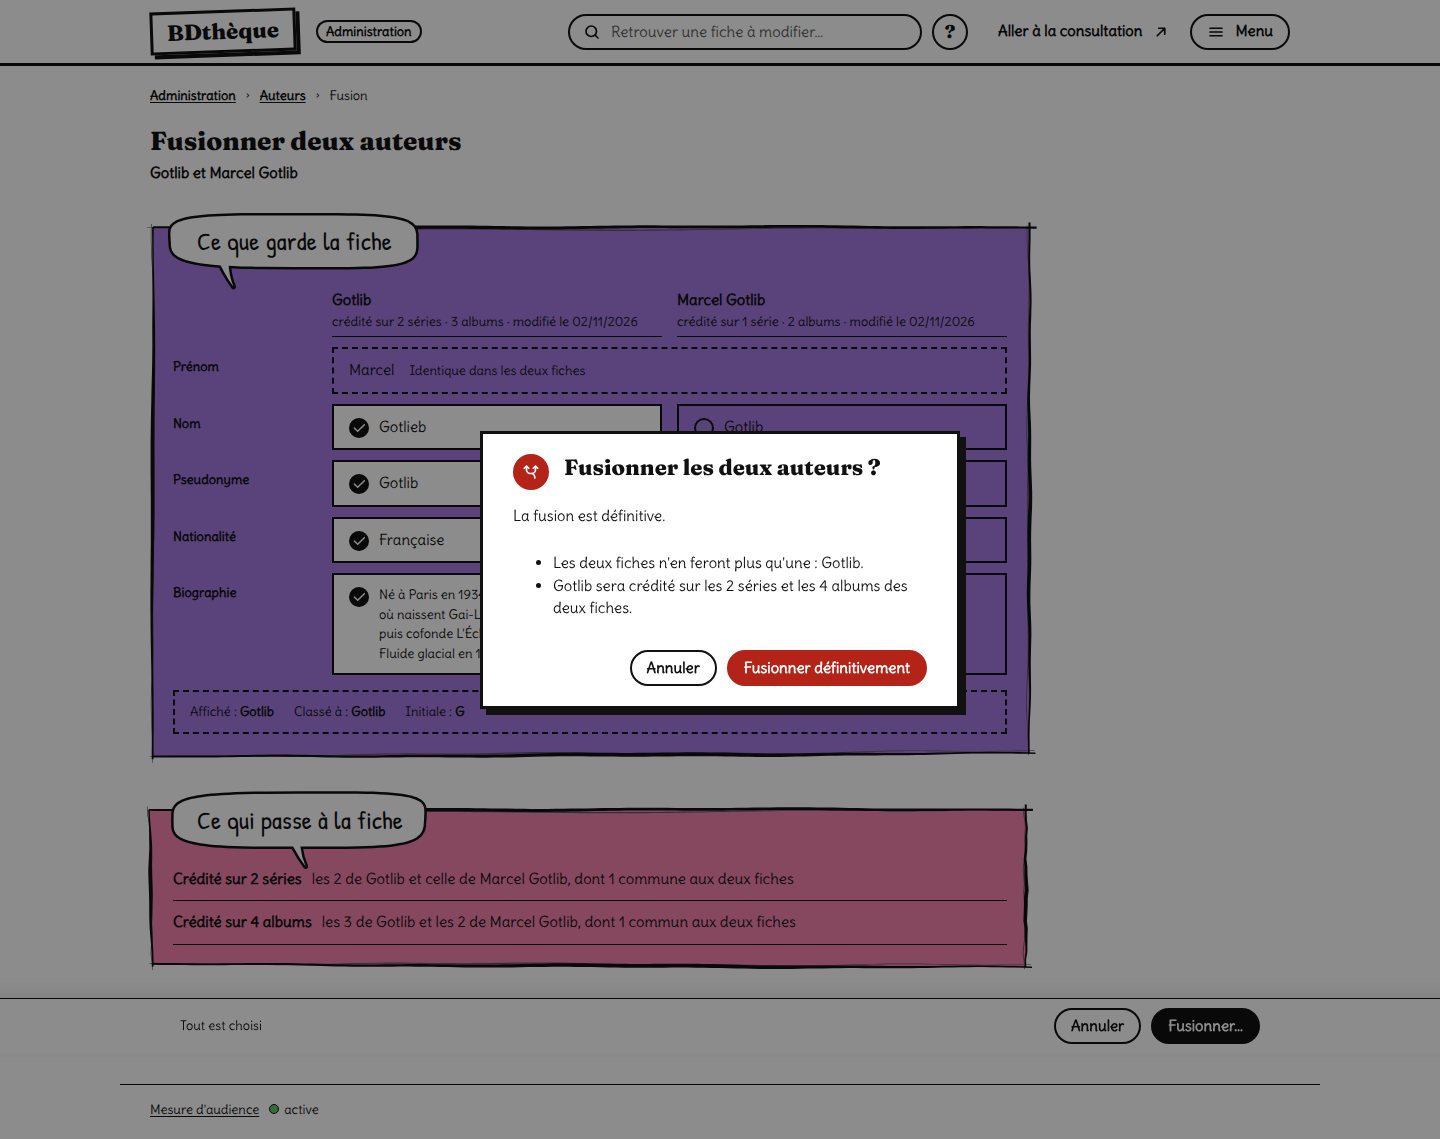 BDthèque
Administration
Retrouver une fiche à modifier...
?
Aller à la consultation
Menu
Administration › Auteurs › Fusion
Fusionner deux auteurs
Gotlib et Marcel Gotlib
Ce que garde la fiche
Gotlib
crédité sur 2 séries · 3 albums · modifié le 02/11/2026
Marcel Gotlib
crédité sur 1 série · 2 albums · modifié le 02/11/2026
Prénom
Marcel Identique dans les deux fiches
Nom
Gotlieb
Gotlib
Pseudonyme
Gotlib
Nationalité
Française
Biographie
Né à Paris en 1934
où naissent Gai-L
puis cofonde L'Éc
Fluide glacial en 1
Affiché : Gotlib Classé à : Gotlib Initiale : G
Fusionner les deux auteurs ?
La fusion est définitive.
• Les deux fiches n'en feront plus qu'une : Gotlib.
• Gotlib sera crédité sur les 2 séries et les 4 albums des
deux fiches.
Annuler
Fusionner définitivement
Ce qui passe à la fiche
Crédité sur 2 séries les 2 de Gotlib et celle de Marcel Gotlib, dont 1 commune aux deux fiches
Crédité sur 4 albums les 3 de Gotlib et les 2 de Marcel Gotlib, dont 1 commun aux deux fiches
Tout est choisi
Annuler
Fusionner...
Mesure d'audience active